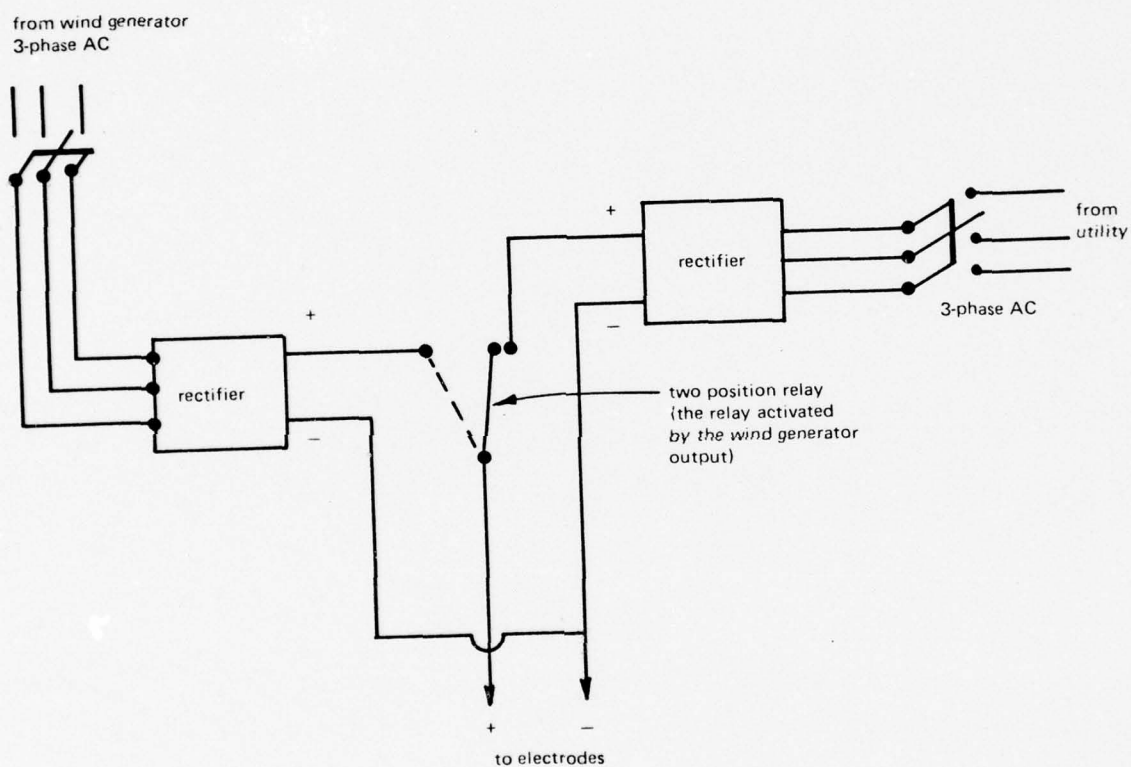 from wind generator
3-phase AC
+
rectifier
−
+
rectifier
−
from
utility
3-phase AC
two position relay
(the relay activated
by the wind generator
output)
+ −
to electrodes